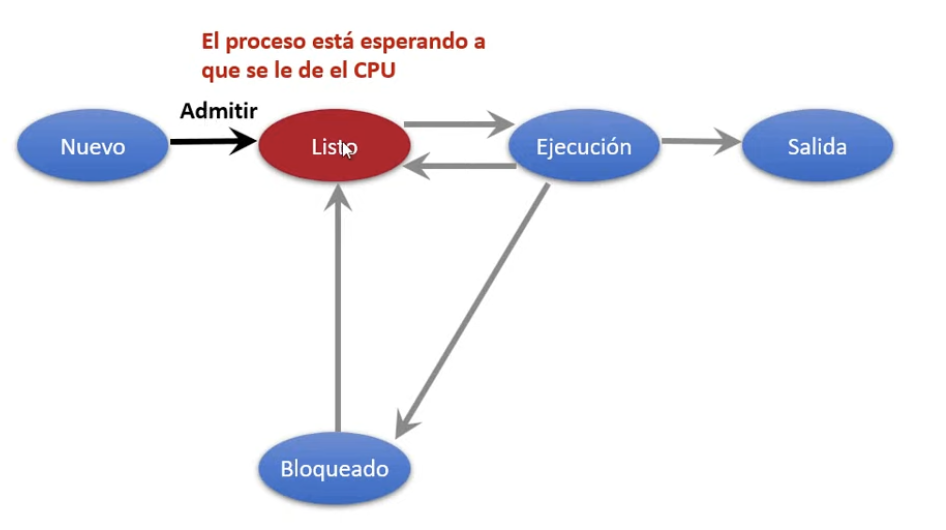 El proceso está esperando a
que se le de el CPU
Admitir
Nuevo
Listo
Ejecución
Salida
Bloqueado